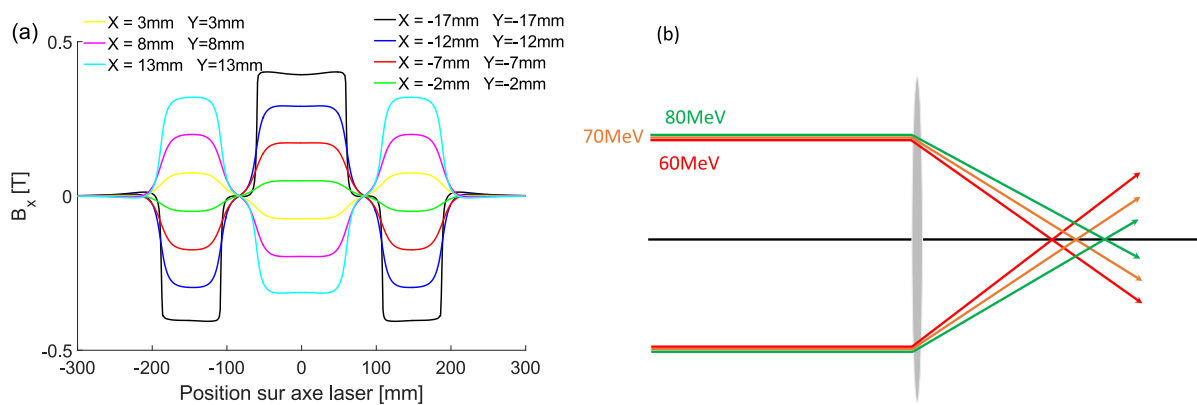 (a)
X = 3mm Y=3mm
X = 8mm Y=8mm
X = 13mm Y=13mm
X = -17mm Y=-17mm
X = -12mm Y=-12mm
X = -7mm Y=-7mm
X = -2mm Y=-2mm
0.5
0
-0.5
B_x [T]
-300 -200 -100 0 100 200 300
Position sur axe laser [mm]
(b)
80MeV
70MeV
60MeV